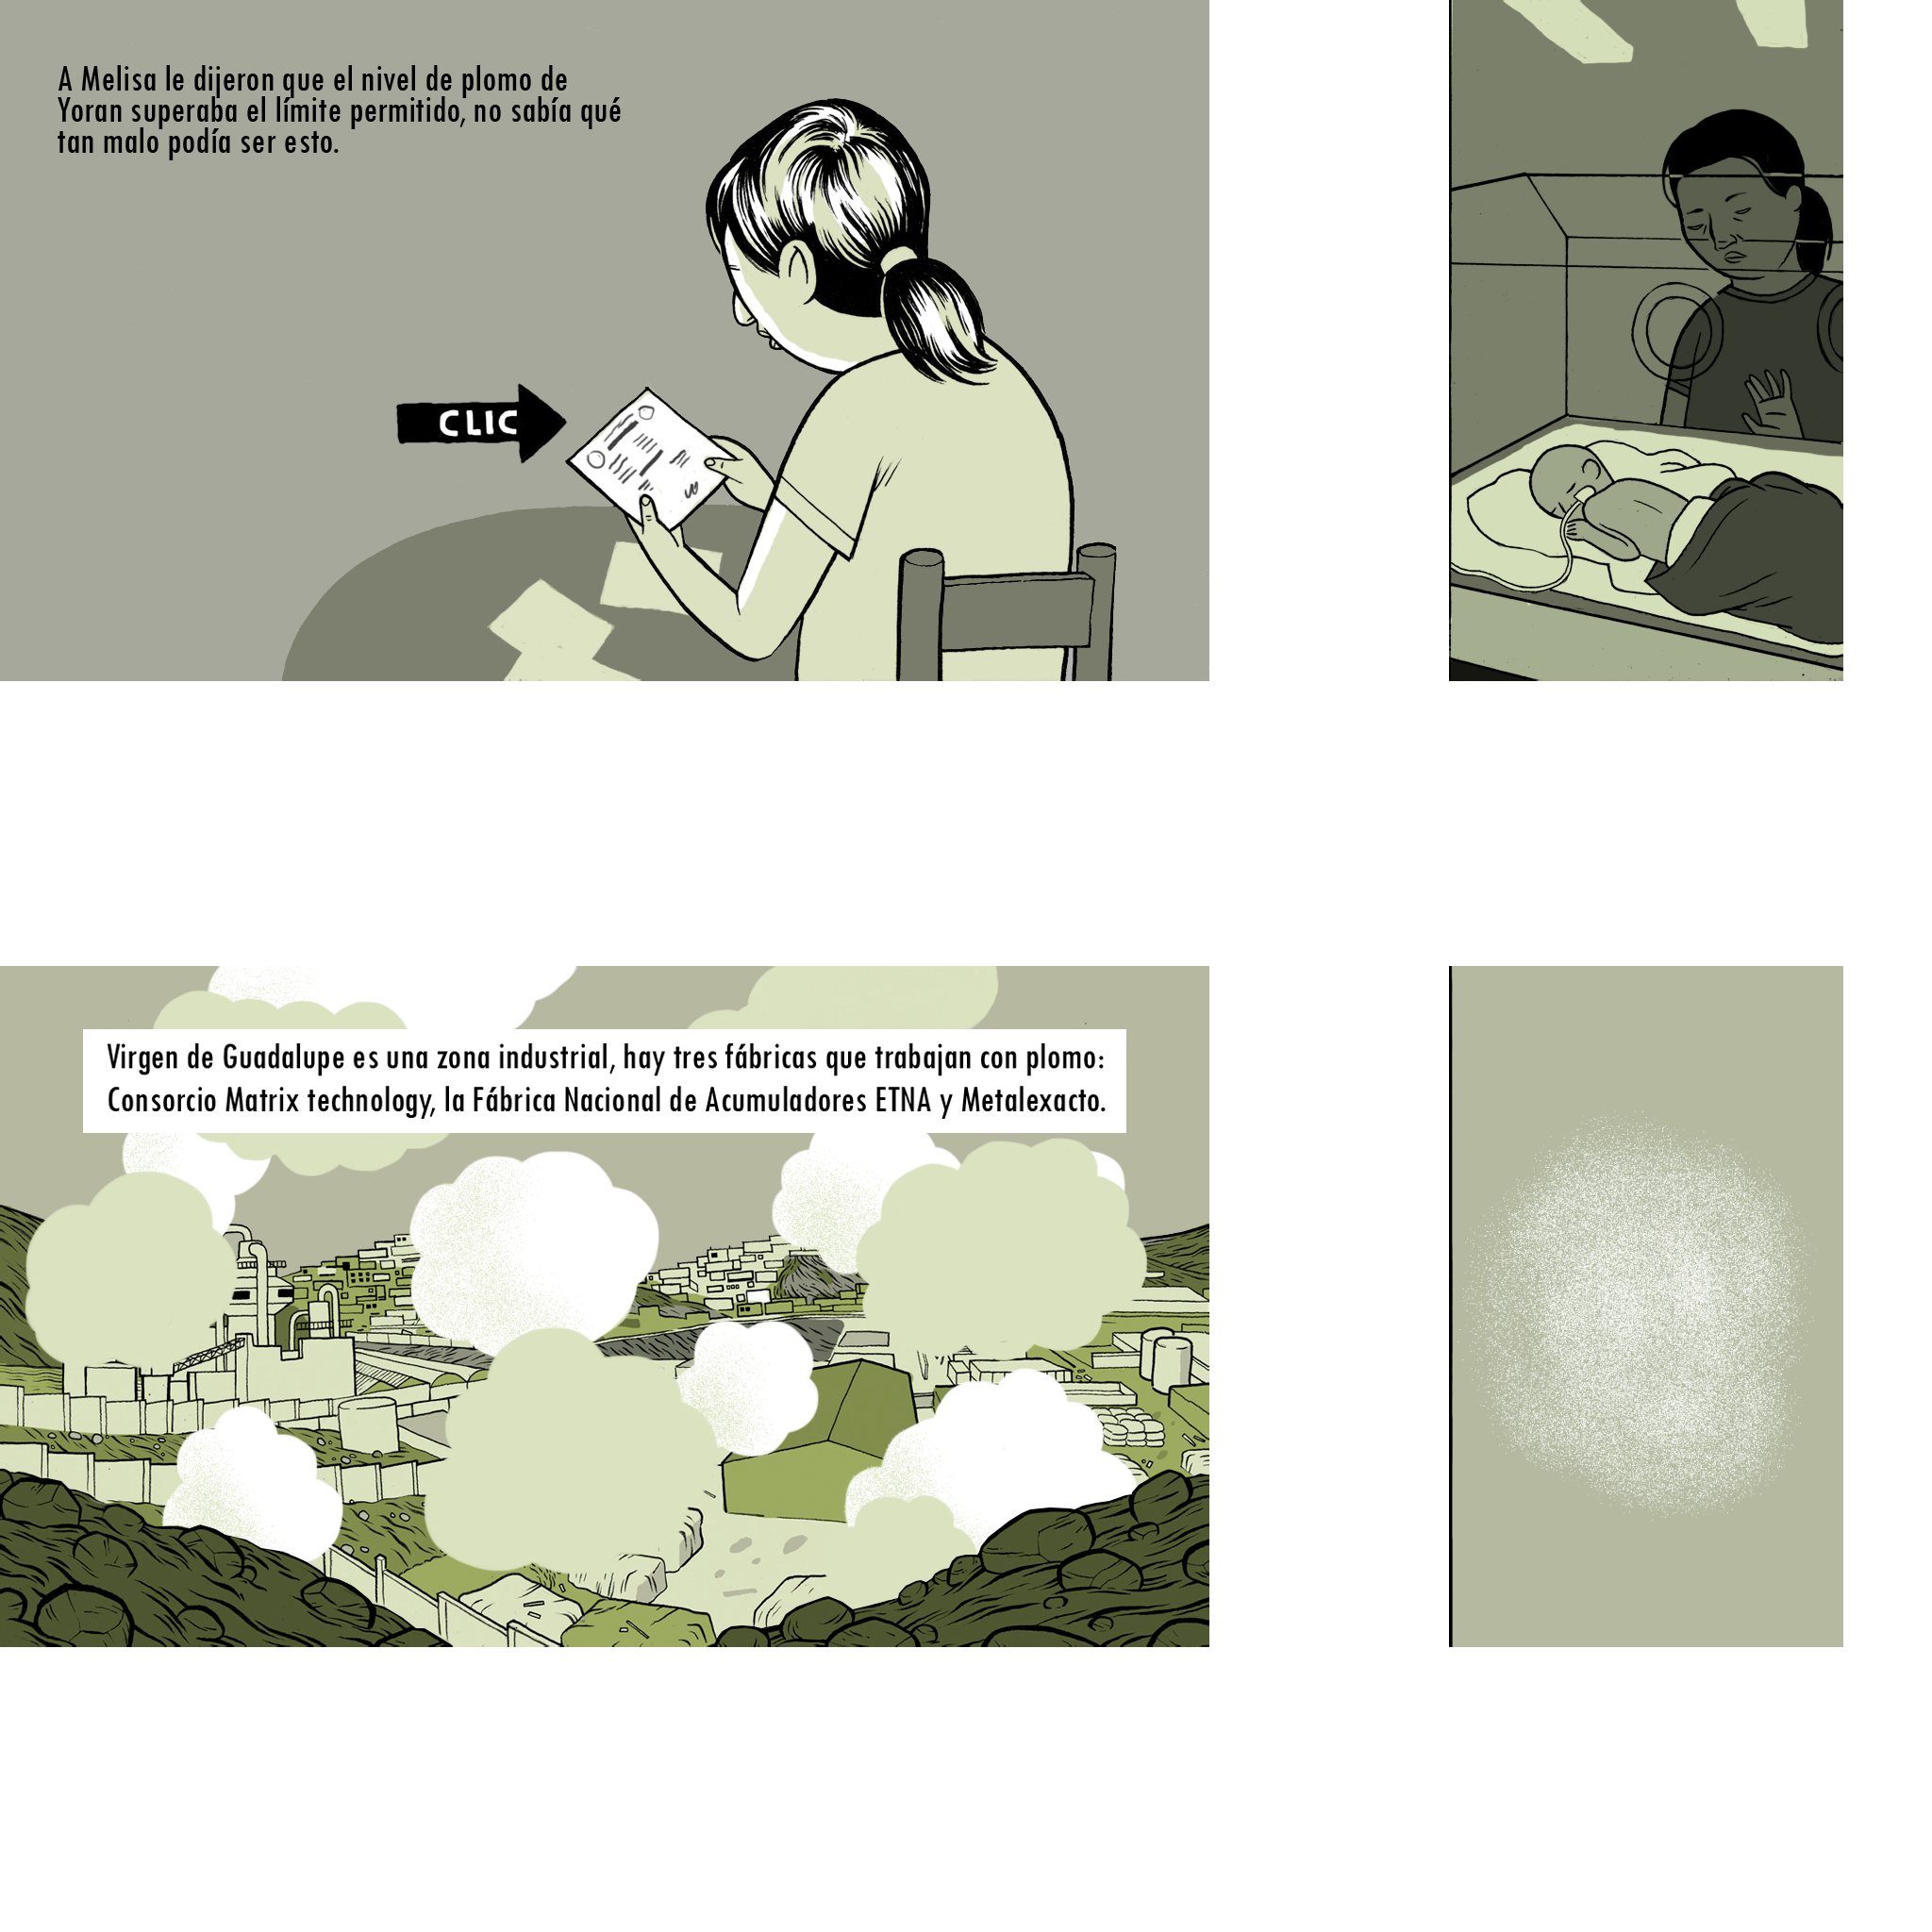 A Melisa le dijeron que el nivel de plomo de
Yoran superaba el límite permitido, no sabía qué
tan malo podía ser esto.
CLIC
Virgen de Guadalupe es una zona industrial, hay tres fábricas que trabajan con plomo:
Consorcio Matrix technology, la Fábrica Nacional de Acumuladores ETNA y Metalexacto.